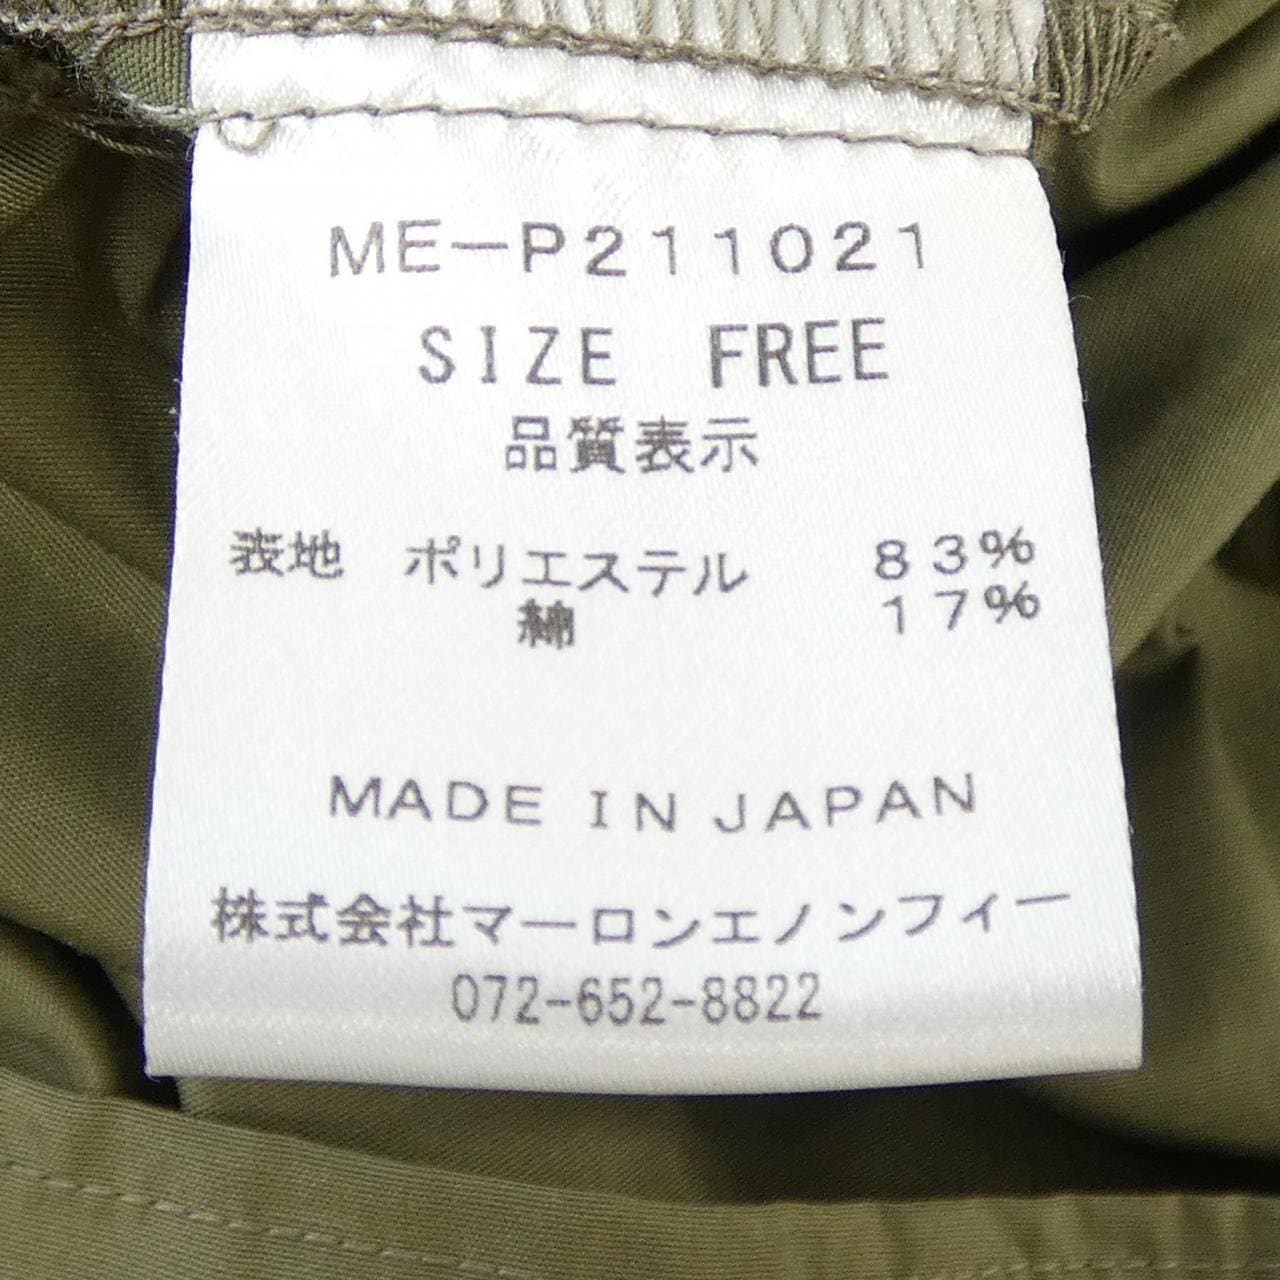 ME-P211021
SIZE FREE
品質表示
表地 ポリエステル 83%
綿 17%
MADE IN JAPAN
株式会社マーロンエノンフィー
072-652-8822